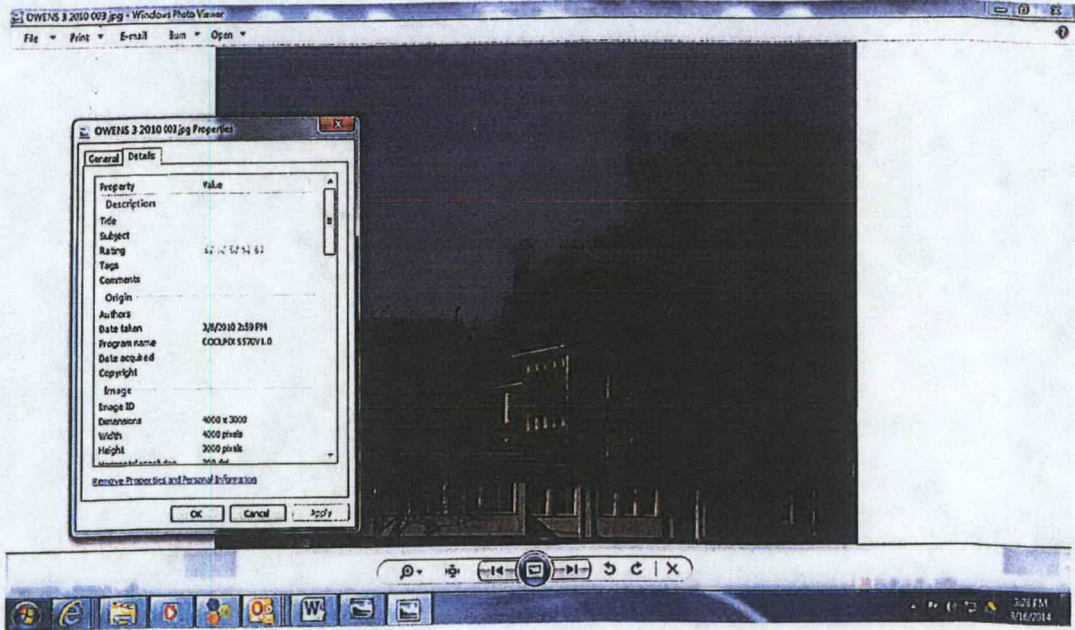 OWENS 3 2010 003.jpg - Windows Photo Viewer
File Print E-mail Burn Open
OWENS 3 2010 003.jpg Properties
General Details
Property Value
Description
Title
Subject
Rating
Tags
Comments
Origin
Authors
Date taken 3/6/2010 2:59 PM
Program name COOLPIX S570V1.0
Date acquired
Copyright
Image
Image ID
Dimensions 4000 x 3000
Width 4000 pixels
Height 3000 pixels
Remove Properties and Personal Information
OK Cancel Apply
3:28 PM
3/16/2014